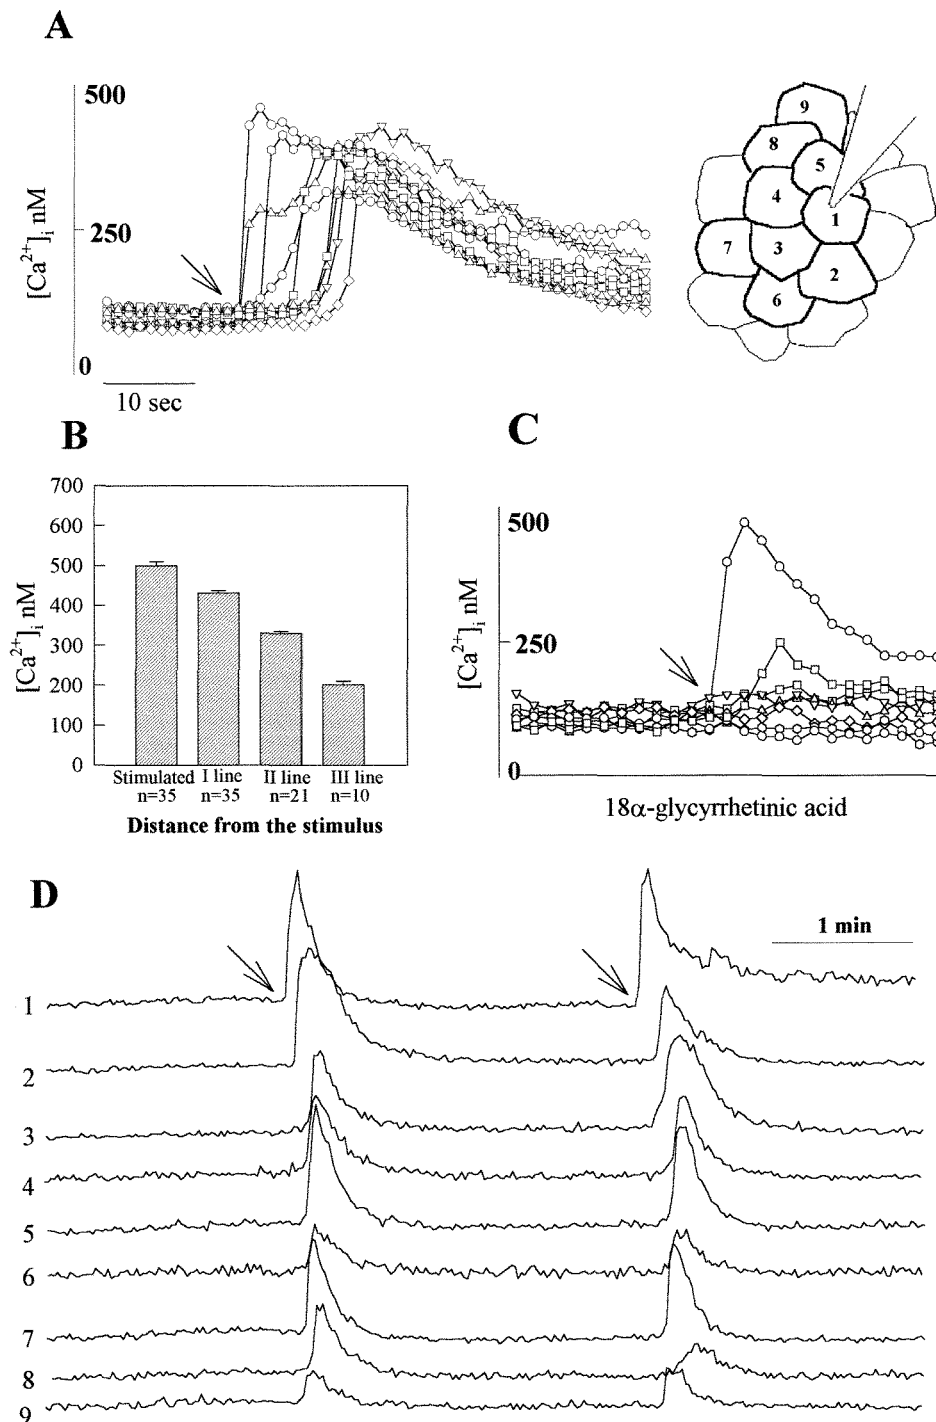 A
500
250
0
[Ca2+]i nM
10 sec
9
8
5
4
1
7
3
2
6
B
700
600
500
400
300
200
100
0
[Ca2+]i nM
Stimulated I line II line III line
n=35 n=35 n=21 n=10
Distance from the stimulus
C
500
250
0
[Ca2+]i nM
18α-glycyrrhetinic acid
D
1 min
1
2
3
4
5
6
7
8
9